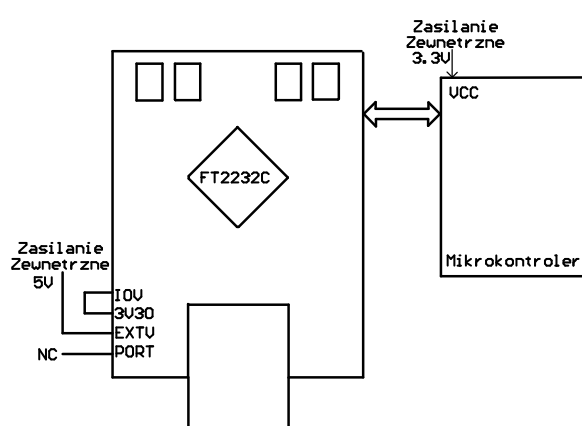 Zasilanie
Zewnetrzne
3.3V
VCC
FT2232C
Mikrokontroler
Zasilanie
Zewnetrzne
5V
IOV
3V3O
EXTV
NC
PORT